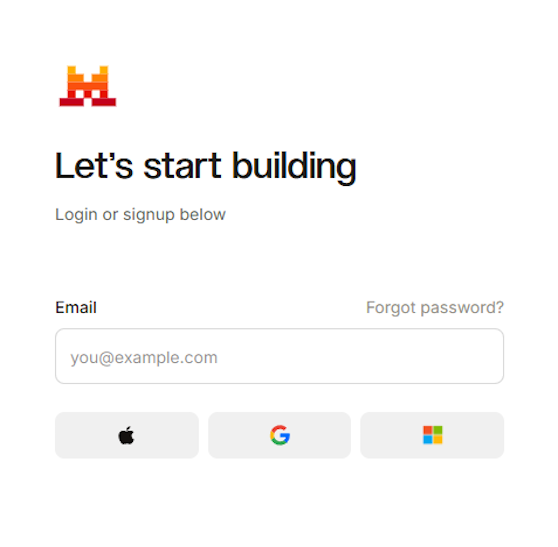 Let's start building
Login or signup below
Email
Forgot password?
you@example.com